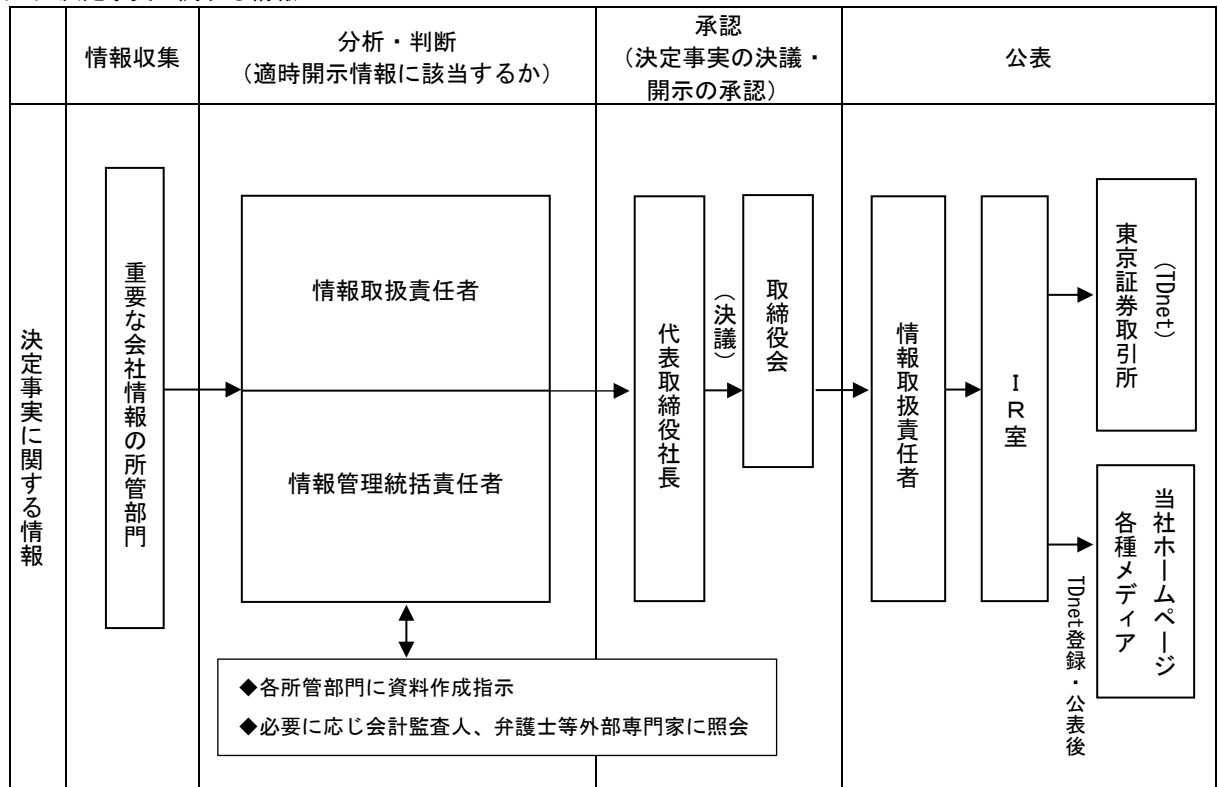 情報収集
分析・判断
（適時開示情報に該当するか）
承認
（決定事実の決議・
開示の承認）
公表
決定事実に関する情報
重要な会社情報の所管部門
情報取扱責任者
情報管理統括責任者
◆各所管部門に資料作成指示
◆必要に応じ会計監査人、弁護士等外部専門家に照会
代表取締役社長
（決議）
取締役会
情報取扱責任者
ＩＲ室
東京証券取引所
（TDnet）
当社ホームページ
各種メディア
TDnet登録・公表後